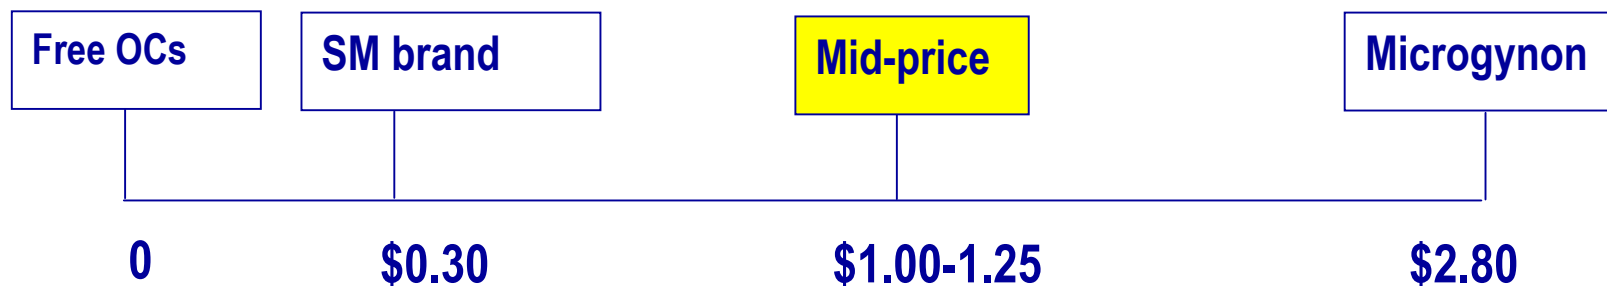 Free OCs
SM brand
Mid-price
Microgynon
0
$0.30
$1.00-1.25
$2.80